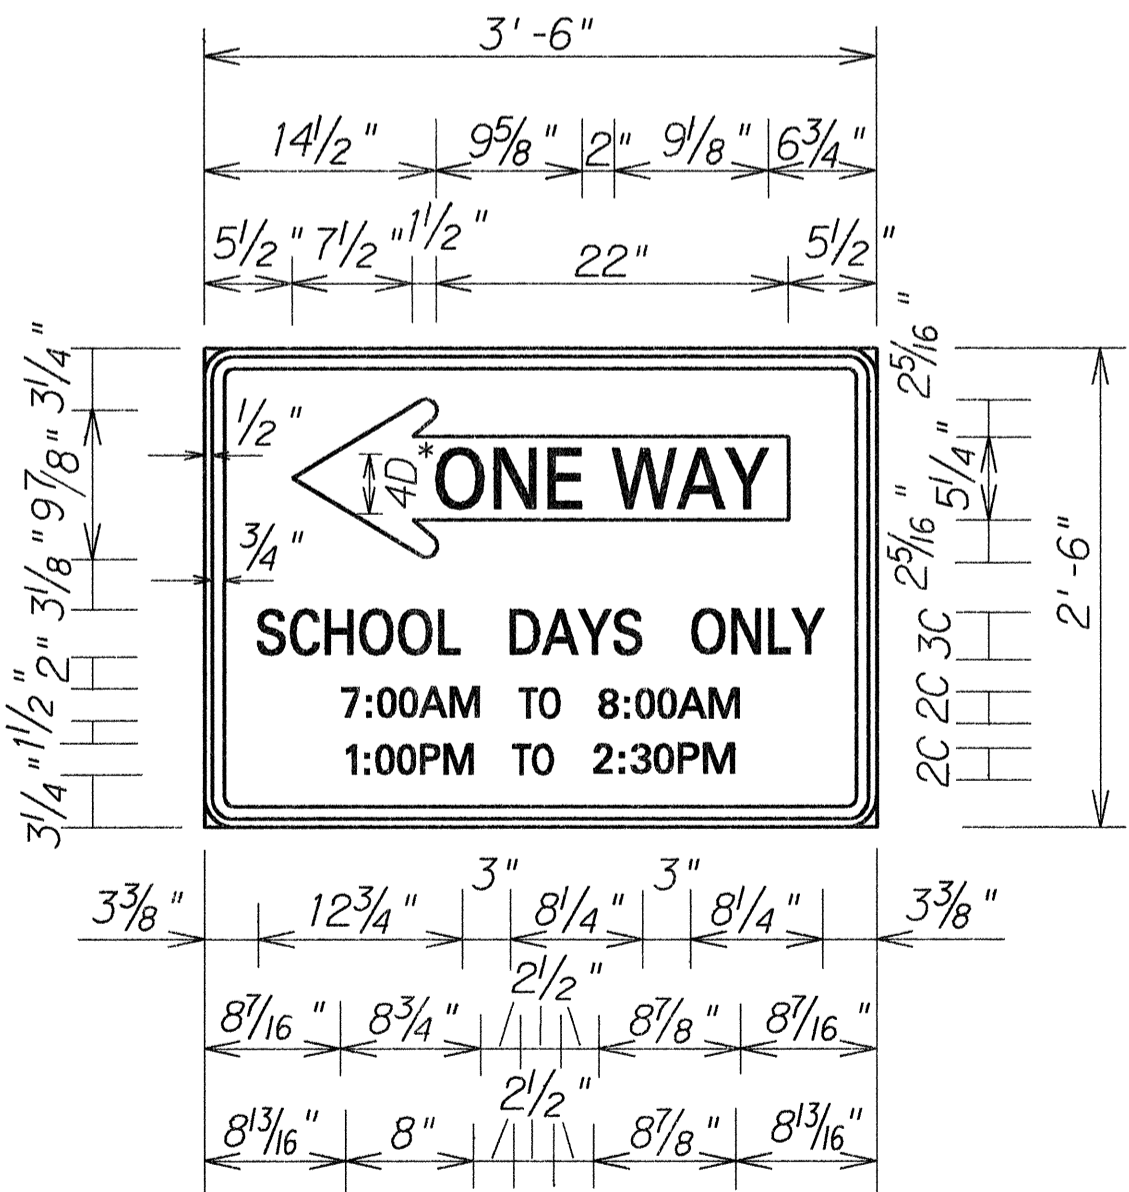 3'-6"
14 1/2" 9 5/8" 2" 9 1/8" 6 3/4"
5 1/2" 7 1/2" 1 1/2" 22" 5 1/2"
3 1/4" 9 7/8" 3 1/8" 2" 1 1/2" 3 1/4"
1/2"
3/4"
4D*
ONE WAY
SCHOOL DAYS ONLY
7:00AM TO 8:00AM
1:00PM TO 2:30PM
2 5/16" 5 1/4" 2 5/16" 3C 2C 2C
2'-6"
3 3/8" 12 3/4" 3" 8 1/4" 3" 8 1/4" 3 3/8"
8 7/16" 8 3/4" 2 1/2" 8 7/8" 8 7/16"
8 13/16" 8" 2 1/2" 8 7/8" 8 13/16"